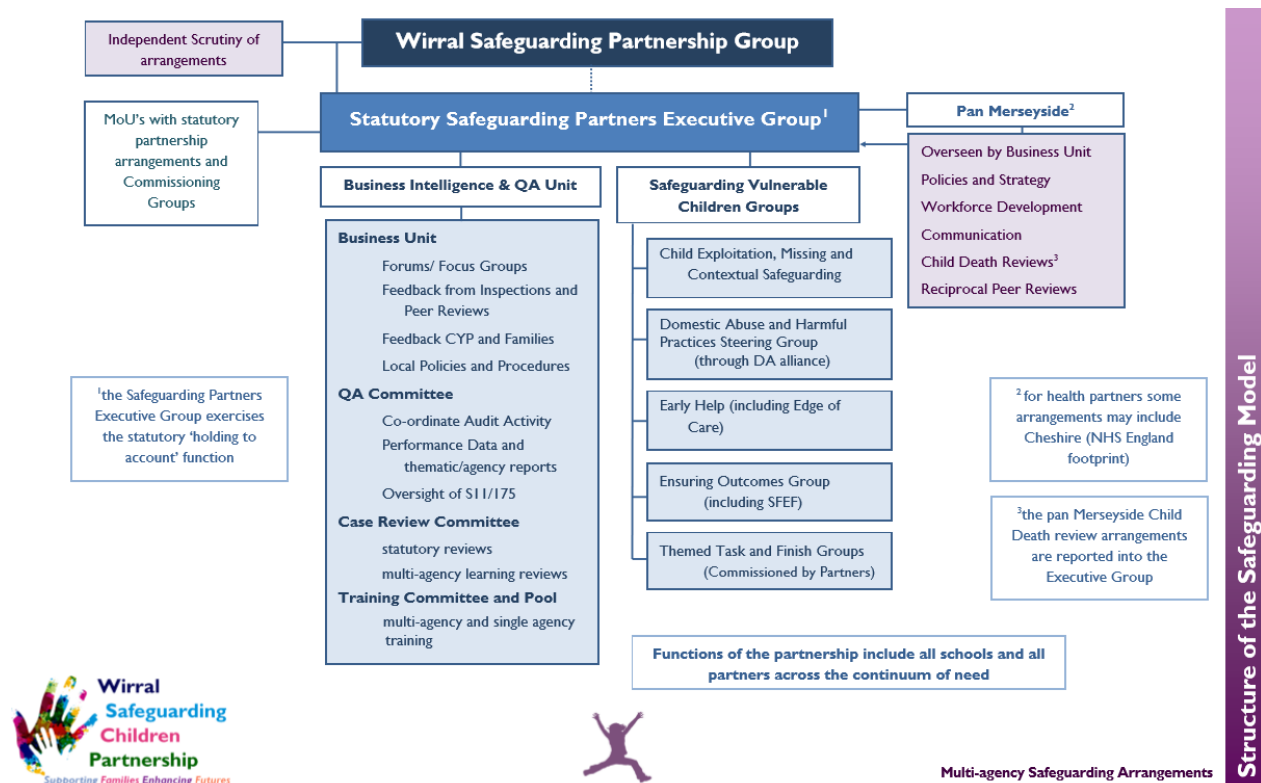 Independent Scrutiny of
arrangements
Wirral Safeguarding Partnership Group
MoU's with statutory
partnership
arrangements and
Commissioning
Groups
Statutory Safeguarding Partners Executive Group¹
Pan Merseyside²
Overseen by Business Unit
Policies and Strategy
Workforce Development
Communication
Child Death Reviews³
Reciprocal Peer Reviews
Business Intelligence & QA Unit
Business Unit
Forums/ Focus Groups
Feedback from Inspections and
Peer Reviews
Feedback CYP and Families
Local Policies and Procedures
QA Committee
Co-ordinate Audit Activity
Performance Data and
thematic/agency reports
Oversight of S11/175
Case Review Committee
statutory reviews
multi-agency learning reviews
Training Committee and Pool
multi-agency and single agency
training
Safeguarding Vulnerable
Children Groups
Child Exploitation, Missing and
Contextual Safeguarding
Domestic Abuse and Harmful
Practices Steering Group
(through DA alliance)
Early Help (including Edge of
Care)
Ensuring Outcomes Group
(including SFEF)
Themed Task and Finish Groups
(Commissioned by Partners)
¹the Safeguarding Partners
Executive Group exercises
the statutory 'holding to
account' function
² for health partners some
arrangements may include
Cheshire (NHS England
footprint)
³the pan Merseyside Child
Death review arrangements
are reported into the
Executive Group
Functions of the partnership include all schools and all
partners across the continuum of need
Wirral
Safeguarding
Children
Partnership
Supporting Families Enhancing Futures
Multi-agency Safeguarding Arrangements
Structure of the Safeguarding Model